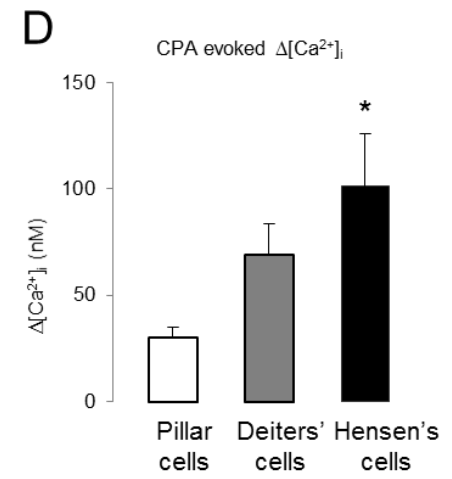 D
CPA evoked Δ[Ca²⁺]ᵢ
150
*
100
50
0
Δ[Ca²⁺]ᵢ (nM)
Pillar cells
Deiters’ cells
Hensen’s cells